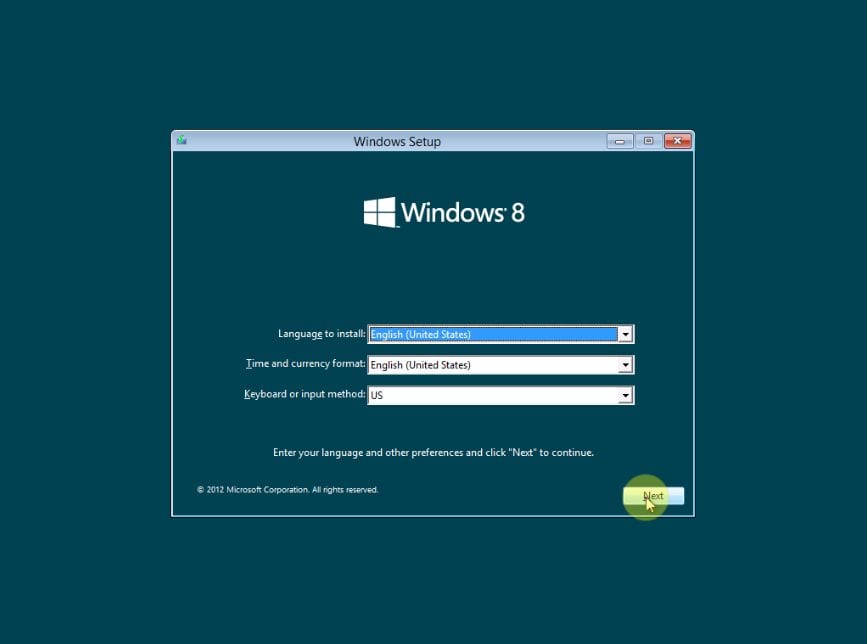 Windows Setup
Windows 8
Language to install: English (United States)
Time and currency format: English (United States)
Keyboard or input method: US
Enter your language and other preferences and click "Next" to continue.
© 2012 Microsoft Corporation. All rights reserved.
Next